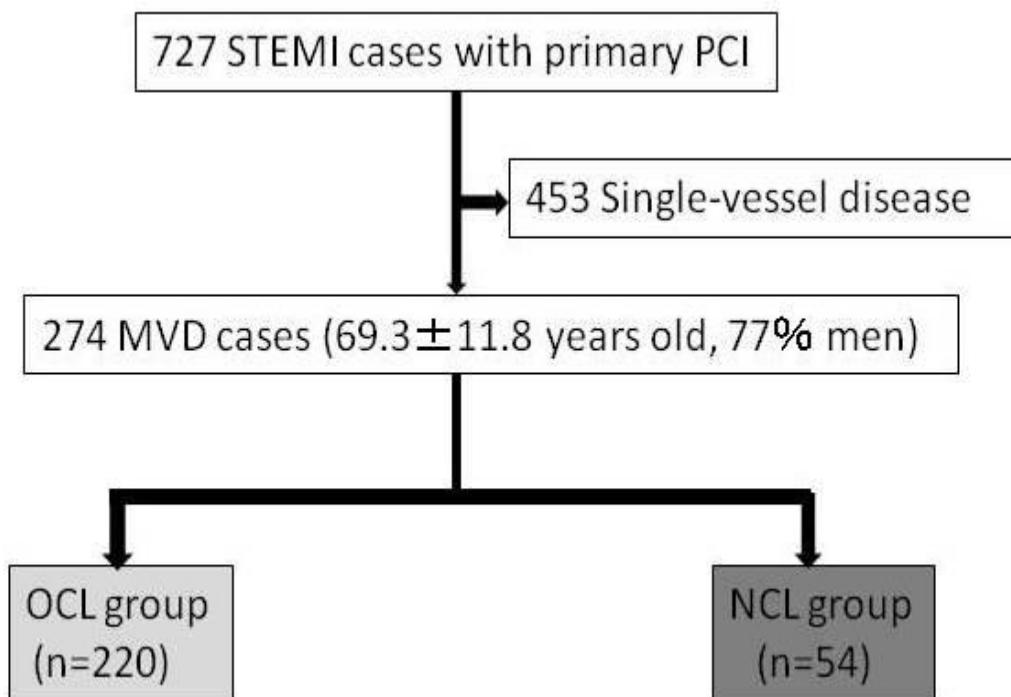 727 STEMI cases with primary PCI
453 Single-vessel disease
274 MVD cases (69.3±11.8 years old, 77% men)
OCL group
(n=220)
NCL group
(n=54)